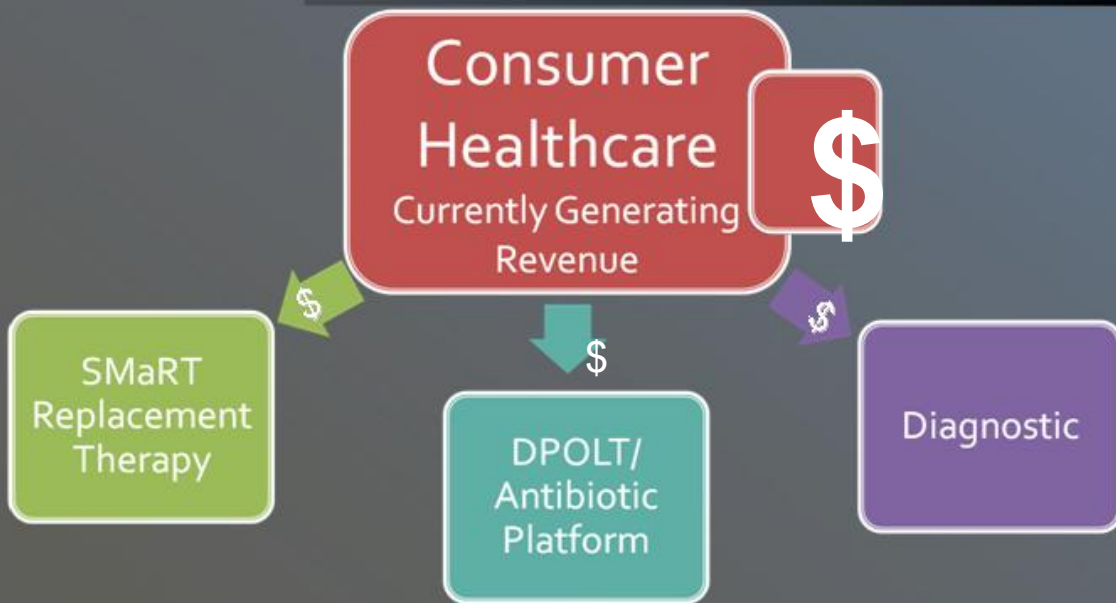 Consumer
Healthcare
Currently Generating
Revenue
$
$
$
$
SMaRT
Replacement
Therapy
DPOLT/
Antibiotic
Platform
Diagnostic